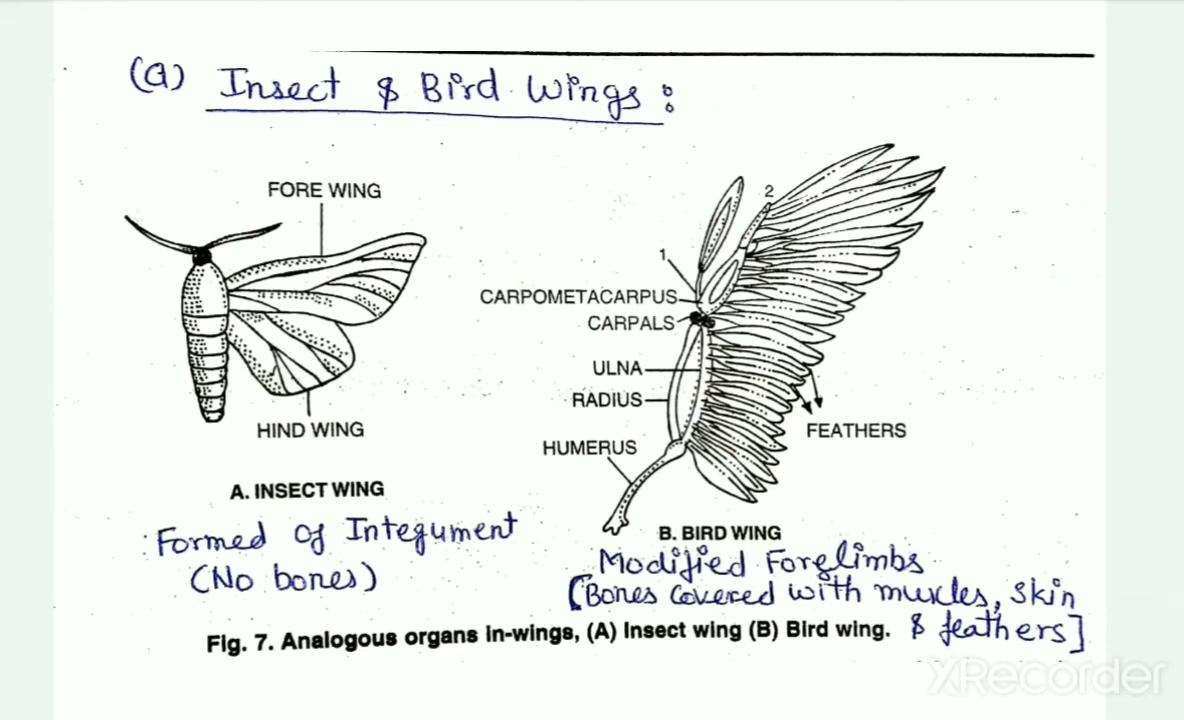 (a) Insect & Bird Wings :
FORE WING
HIND WING
A. INSECT WING
: Formed of Integument
(No bones)
2
1
CARPOMETACARPUS
CARPALS
ULNA
RADIUS
HUMERUS
FEATHERS
B. BIRD WING
Modified Forelimbs
[Bones Covered with muscles, Skin
& feathers]
Fig. 7. Analogous organs in-wings, (A) Insect wing (B) Bird wing.
XRecorder